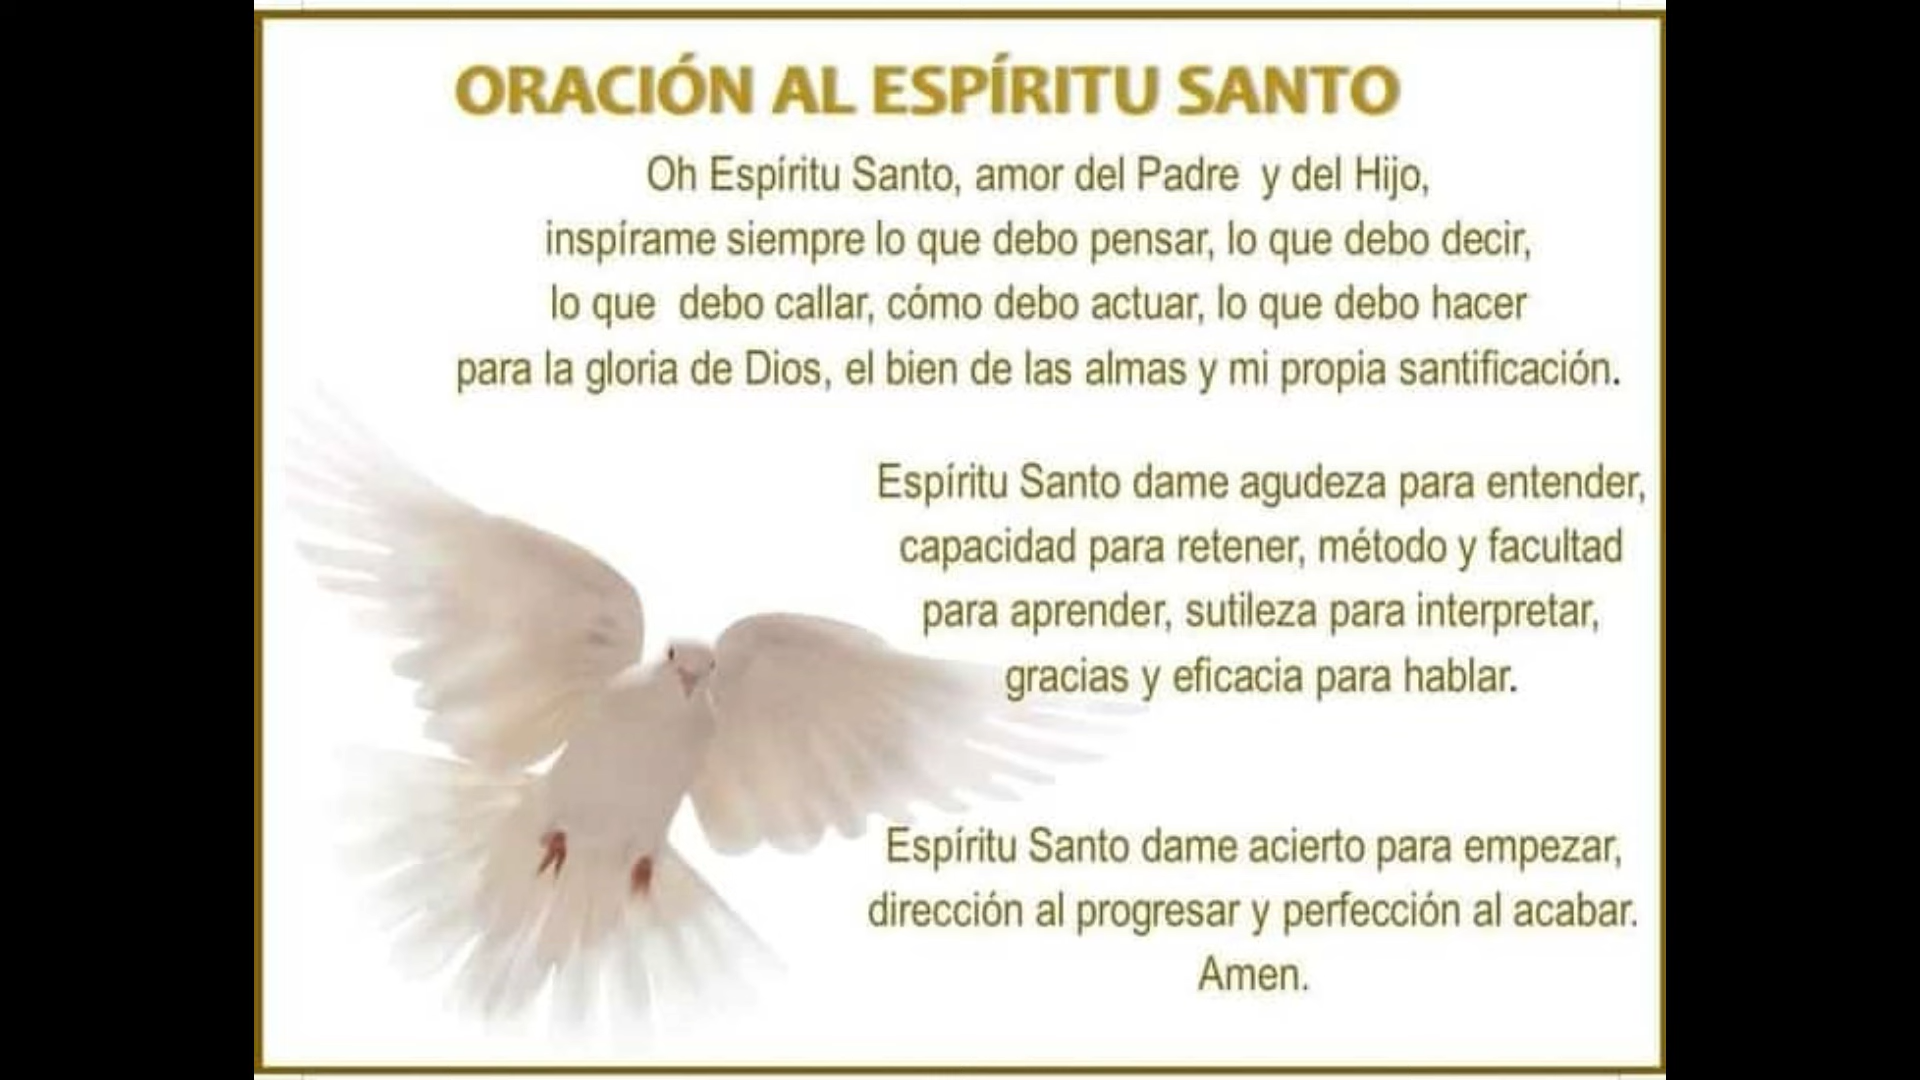 ORACIÓN AL ESPÍRITU SANTO
Oh Espíritu Santo, amor del Padre y del Hijo,
inspírame siempre lo que debo pensar, lo que debo decir,
lo que debo callar, cómo debo actuar, lo que debo hacer
para la gloria de Dios, el bien de las almas y mi propia santificación.
Espíritu Santo dame agudeza para entender,
capacidad para retener, método y facultad
para aprender, sutileza para interpretar,
gracias y eficacia para hablar.
Espíritu Santo dame acierto para empezar,
dirección al progresar y perfección al acabar.
Amen.